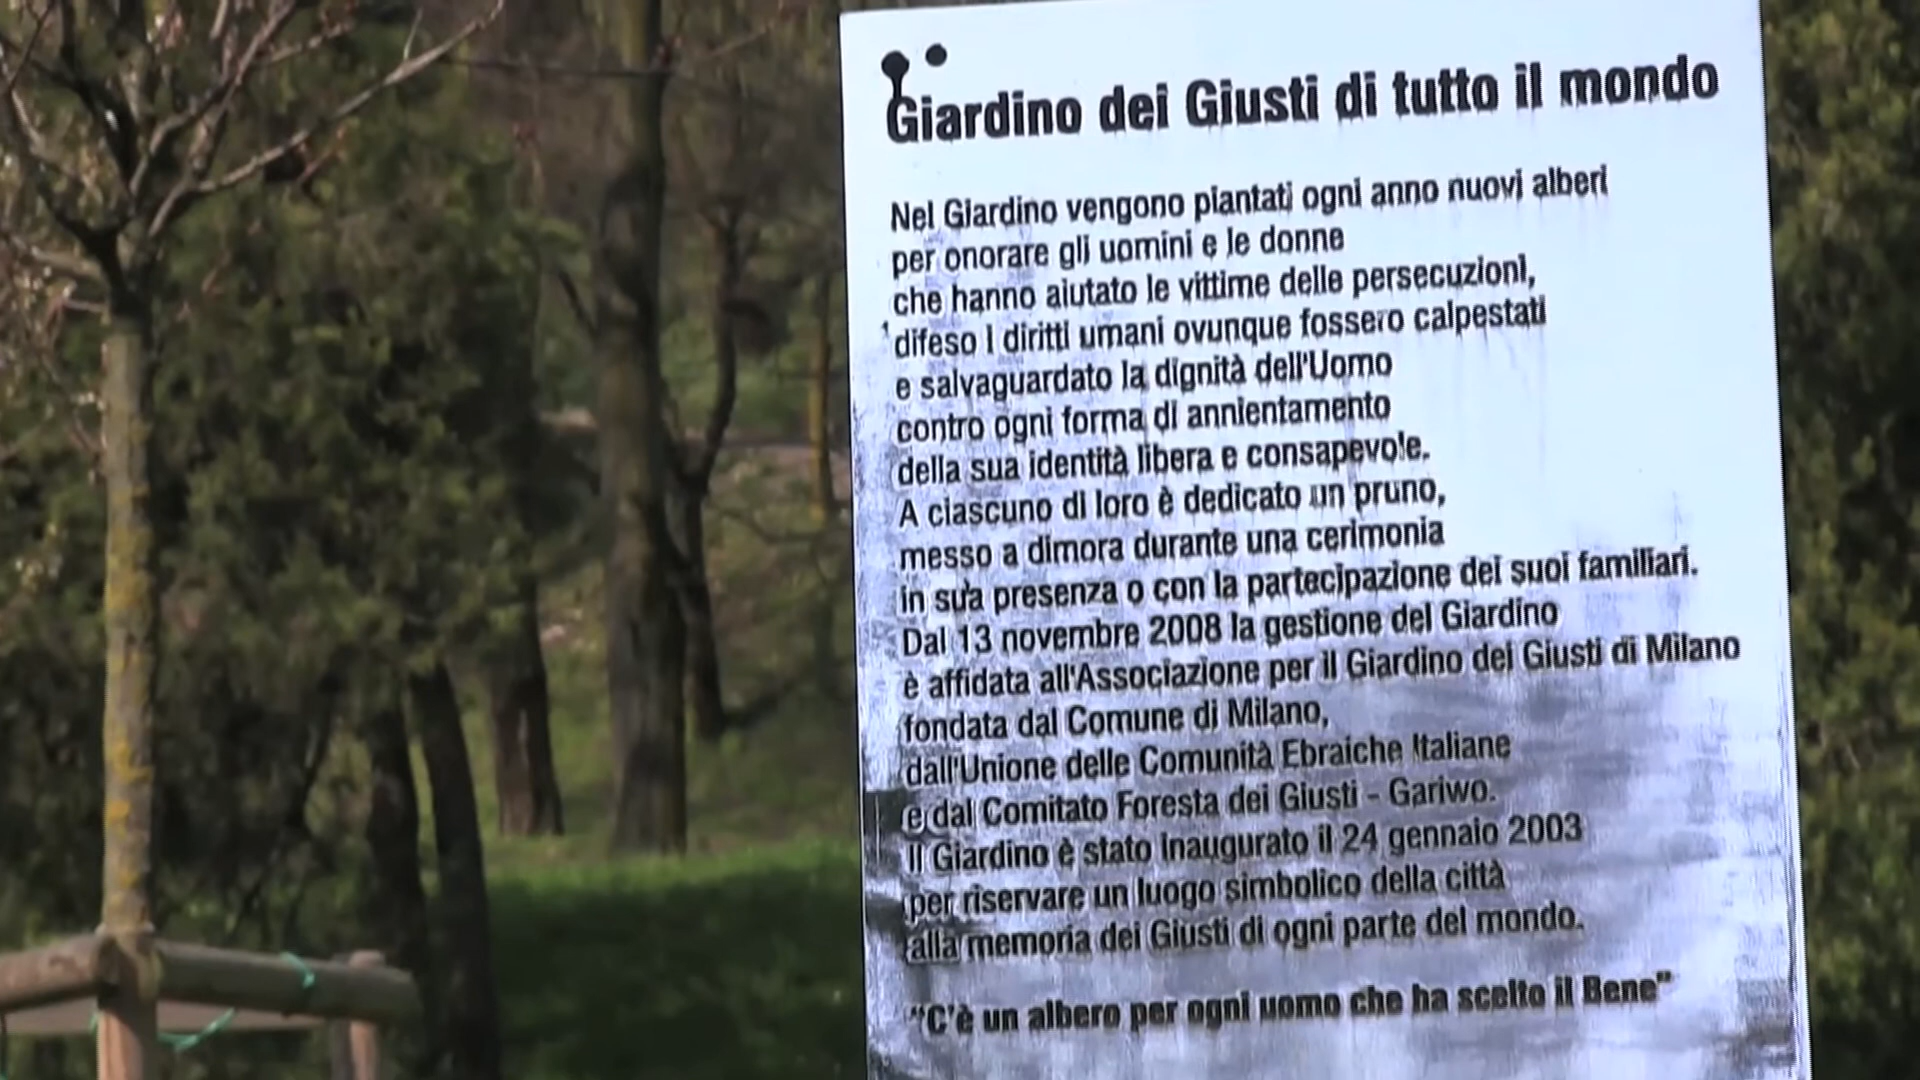 Giardino dei Giusti di tutto il mondo
Nel Giardino vengono piantati ogni anno nuovi alberi
per onorare gli uomini e le donne
che hanno aiutato le vittime delle persecuzioni,
difeso i diritti umani ovunque fossero calpestati
e salvaguardato la dignità dell'Uomo
contro ogni forma di annientamento
della sua identità libera e consapevole.
A ciascuno di loro è dedicato un pruno,
messo a dimora durante una cerimonia
in sua presenza o con la partecipazione dei suoi familiari.
Dal 13 novembre 2008 la gestione del Giardino
è affidata all'Associazione per il Giardino dei Giusti di Milano
fondata dal Comune di Milano,
dall'Unione delle Comunità Ebraiche Italiane
e dal Comitato Foresta dei Giusti - Gariwo.
Il Giardino è stato inaugurato il 24 gennaio 2003
per riservare un luogo simbolico della città
alla memoria dei Giusti di ogni parte del mondo.
"C'è un albero per ogni uomo che ha scelto il Bene"